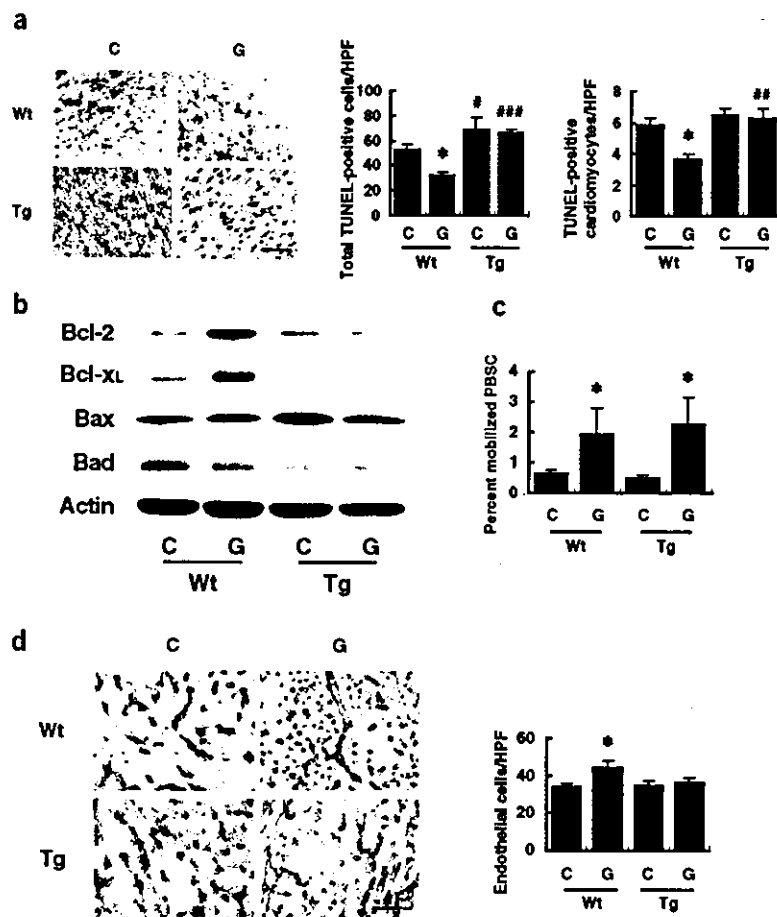 a
C G
Wt
Tg
Total TUNEL-positive cells/HPF
100
80
60
40
20
0
* # ###
C G C G
Wt Tg
TUNEL-positive cardiomyocytes/HPF
8
6
4
2
0
* ##
C G C G
Wt Tg
b
Bcl-2
Bcl-xL
Bax
Bad
Actin
C G C G
Wt Tg
c
Percent mobilized PBSC
4
3
2
1
0
* *
C G C G
Wt Tg
d
C G
Wt
Tg
Endothelial cells/HPF
60
40
20
0
*
C G C G
Wt Tg